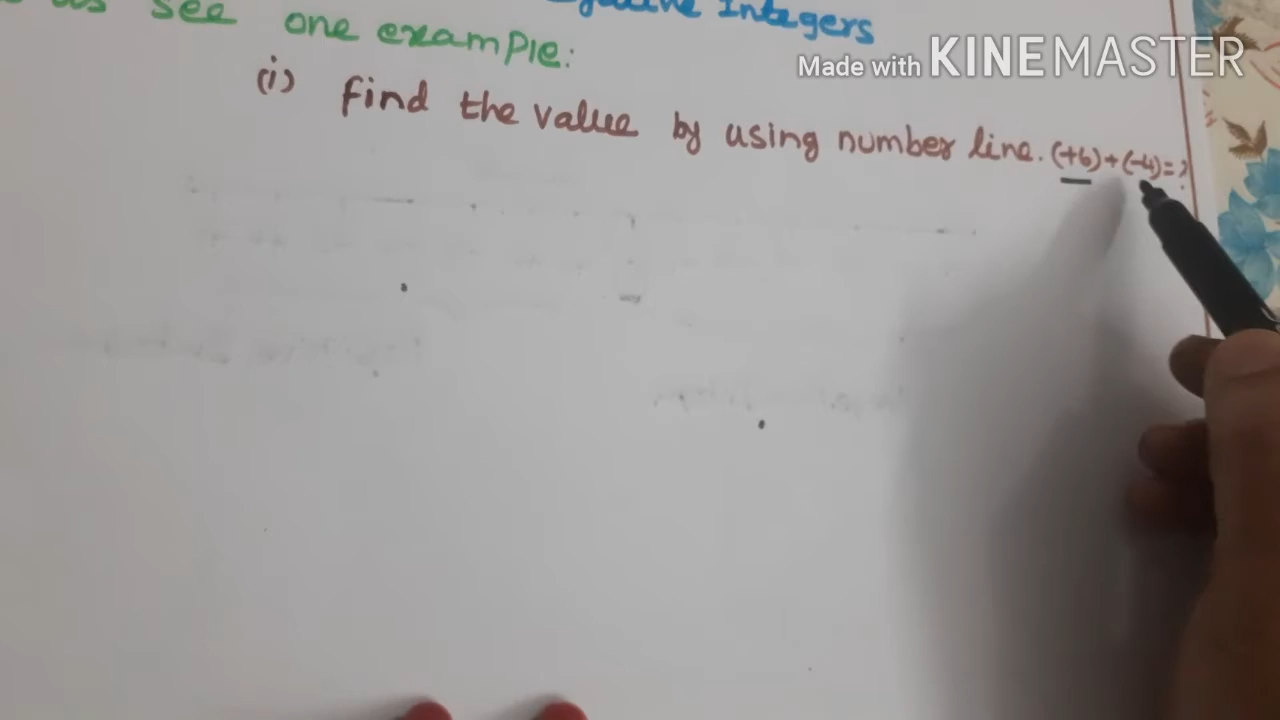 Integers
see one example:
Made with KINEMASTER
(i) find the value by using number line. (+6)+(-4)=?